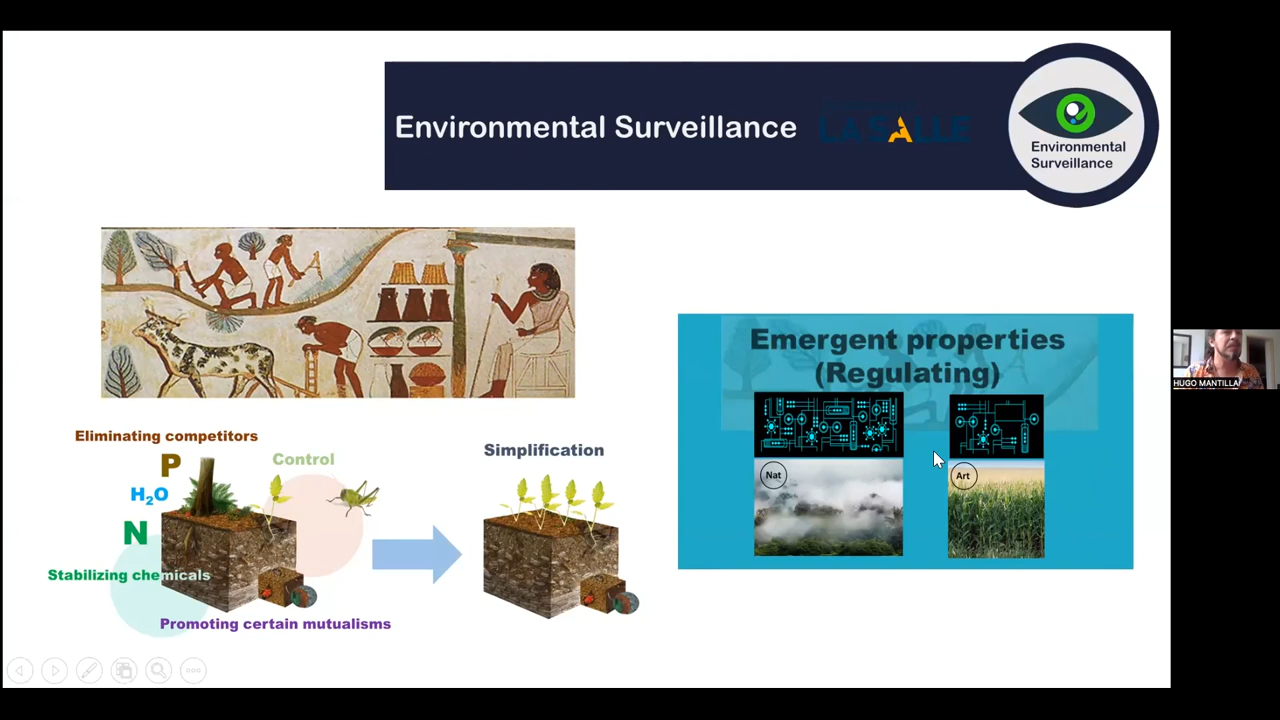 Environmental Surveillance
LA SALLE
Environmental
Surveillance
Emergent properties
(Regulating)
Nat
Art
Eliminating competitors
P
Control
H₂O
N
Stabilizing chemicals
Promoting certain mutualisms
Simplification
HUGO MANTILLA